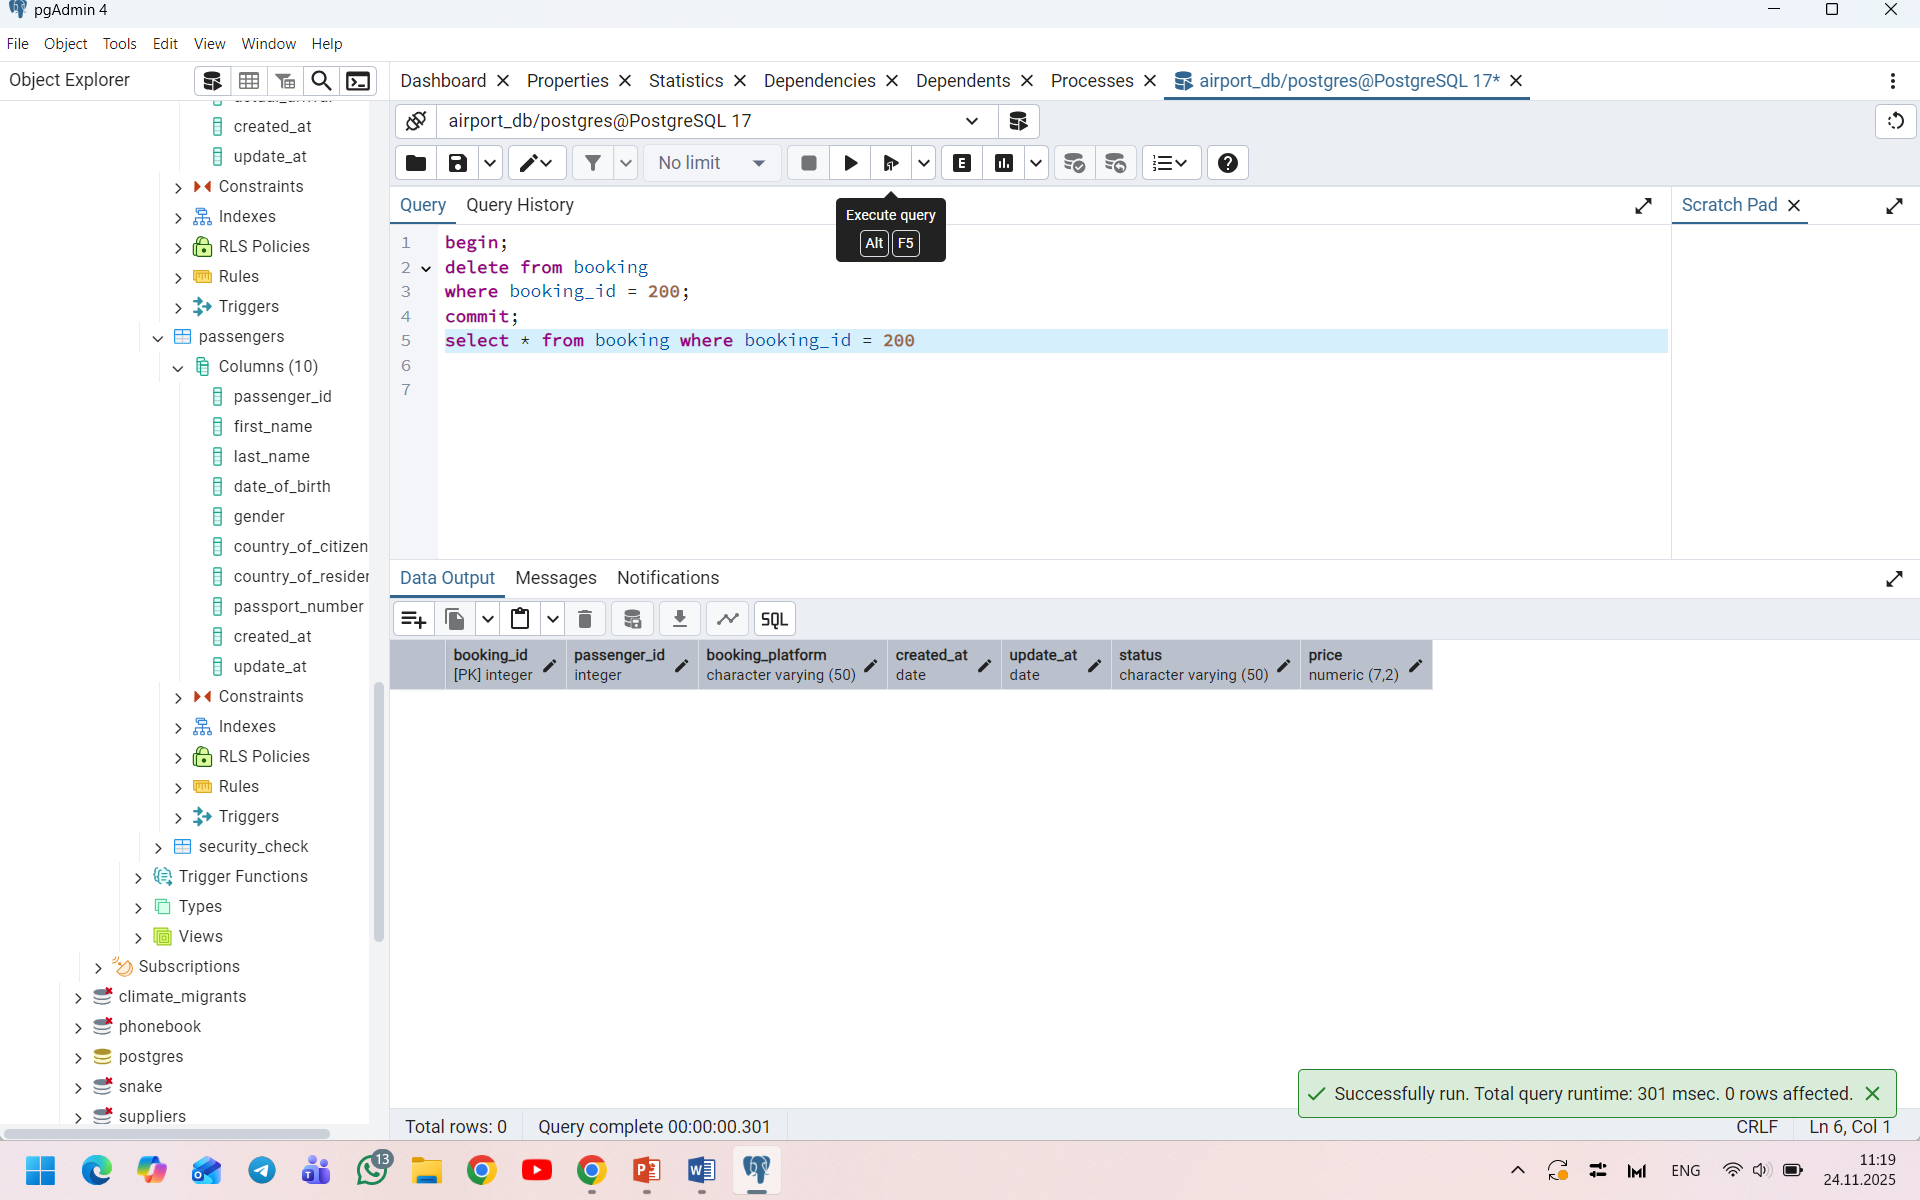 pgAdmin 4
File Object Tools Edit View Window Help
Object Explorer
Dashboard Properties Statistics Dependencies Dependents Processes airport_db/postgres@PostgreSQL 17*
airport_db/postgres@PostgreSQL 17
No limit
E
Query Query History
Execute query
Alt F5
Scratch Pad
1 begin;
2 delete from booking
3 where booking_id = 200;
4 commit;
5 select * from booking where booking_id = 200
6
7
created_at
update_at
Constraints
Indexes
RLS Policies
Rules
Triggers
passengers
Columns (10)
passenger_id
first_name
last_name
date_of_birth
gender
country_of_citizen
country_of_resider
passport_number
created_at
update_at
Constraints
Indexes
RLS Policies
Rules
Triggers
security_check
Trigger Functions
Types
Views
Subscriptions
climate_migrants
phonebook
postgres
snake
suppliers
Data Output Messages Notifications
SQL
booking_id passenger_id booking_platform created_at update_at status price
[PK] integer integer character varying (50) date date character varying (50) numeric (7,2)
Successfully run. Total query runtime: 301 msec. 0 rows affected.
Total rows: 0 Query complete 00:00:00.301 CRLF Ln 6, Col 1
13
ENG
11:19
24.11.2025